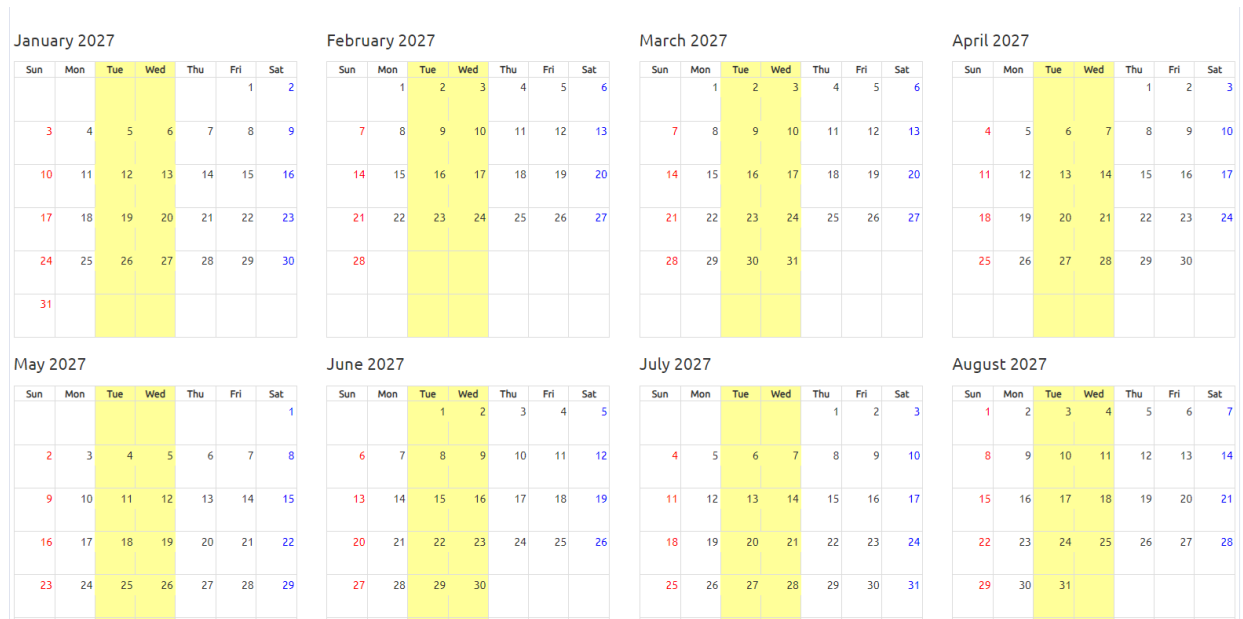 January 2027 February 2027 March 2027 April 2027
Sun Mon Tue Wed Thu Fri Sat Sun Mon Tue Wed Thu Fri Sat Sun Mon Tue Wed Thu Fri Sat Sun Mon Tue Wed Thu Fri Sat
1 2 1 2 3 4 5 6 1 2 3 4 5 6 1 2 3
3 4 5 6 7 8 9 7 8 9 10 11 12 13 7 8 9 10 11 12 13 4 5 6 7 8 9 10
10 11 12 13 14 15 16 14 15 16 17 18 19 20 14 15 16 17 18 19 20 11 12 13 14 15 16 17
17 18 19 20 21 22 23 21 22 23 24 25 26 27 21 22 23 24 25 26 27 18 19 20 21 22 23 24
24 25 26 27 28 29 30 28 28 29 30 31 25 26 27 28 29 30
31
May 2027 June 2027 July 2027 August 2027
Sun Mon Tue Wed Thu Fri Sat Sun Mon Tue Wed Thu Fri Sat Sun Mon Tue Wed Thu Fri Sat Sun Mon Tue Wed Thu Fri Sat
1 1 2 3 4 5 1 2 3 1 2 3 4 5 6 7
2 3 4 5 6 7 8 6 7 8 9 10 11 12 4 5 6 7 8 9 10 8 9 10 11 12 13 14
9 10 11 12 13 14 15 13 14 15 16 17 18 19 11 12 13 14 15 16 17 15 16 17 18 19 20 21
16 17 18 19 20 21 22 20 21 22 23 24 25 26 18 19 20 21 22 23 24 22 23 24 25 26 27 28
23 24 25 26 27 28 29 27 28 29 30 25 26 27 28 29 30 31 29 30 31